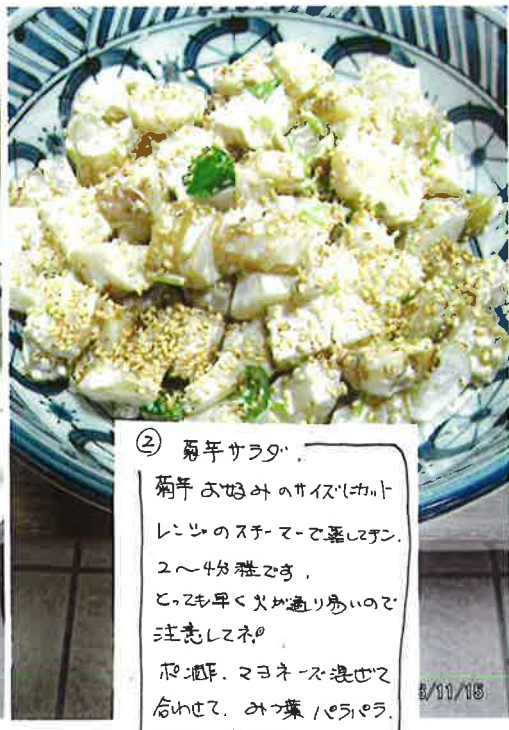 ② 菊芋サラダ.
菊芋 お好みのサイズにカット
レンジのスチーマーで蒸してチン.
2〜4分程です.
とっても早く火が通り易いので
注意してネ。
ポン酢、マヨネーズ混ぜて
合わせて、みつ葉パラパラ.
/11/15